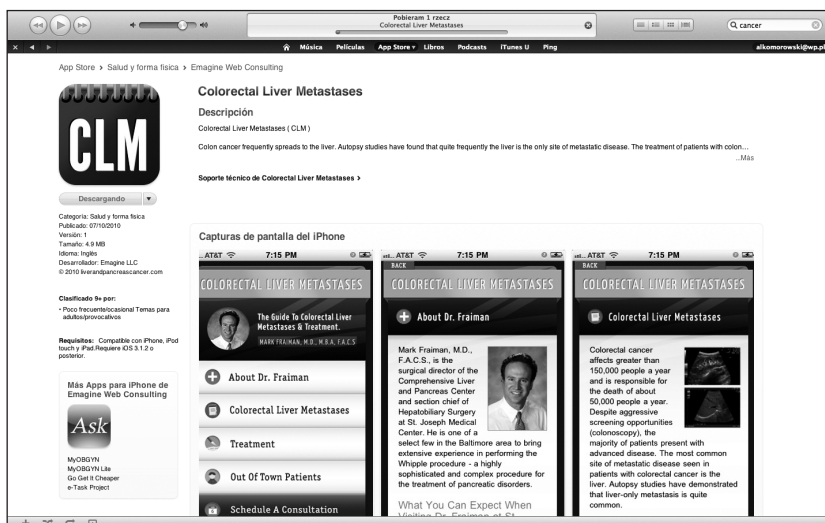 Pobieram 1 rzecz
Colorectal Liver Metastases
cancer
Música Películas App Store Libros Podcasts iTunes U Ping
alkomorowski@wp.pl
App Store > Salud y forma física > Emagine Web Consulting
CLM
Descargando
Categoría: Salud y forma física
Publicado: 07/10/2010
Versión: 1
Tamaño: 4.9 MB
Idioma: Inglés
Desarrollador: Emagine LLC
© 2010 liverandpancreascancer.com
Clasificado 9+ por:
• Poco frecuente/ocasional Temas para
adultos/provocativos
Requisitos: Compatible con iPhone, iPod
touch y iPad.Requiere iOS 3.1.2 o
posterior.
Más Apps para iPhone de
Emagine Web Consulting
Ask
MyOBGYN
MyOBGYN Lite
Go Get It Cheaper
e-Task Project
Colorectal Liver Metastases
Descripción
Colorectal Liver Metastases ( CLM )
Colon cancer frequently spreads to the liver. Autopsy studies have found that quite frequently the liver is the only site of metastatic disease. The treatment of patients with colon...
...Más
Soporte técnico de Colorectal Liver Metastases >
Capturas de pantalla del iPhone
AT&T 7:15 PM
COLORECTAL LIVER METASTASES
The Guide To Colorectal Liver
Metastases & Treatment.
MARK FRAIMAN, M.D., M.B.A, F.A.C.S
About Dr. Fraiman
Colorectal Liver Metastases
Treatment
Out Of Town Patients
Schedule A Consultation
AT&T 7:15 PM
BACK
COLORECTAL LIVER METASTASES
About Dr. Fraiman
Mark Fraiman, M.D.,
F.A.C.S., is the
surgical director of the
Comprehensive Liver
and Pancreas Center
and section chief of
Hepatobiliary Surgery
at St. Joseph Medical
Center. He is one of a
select few in the Baltimore area to bring
extensive experience in performing the
Whipple procedure - a highly
sophisticated and complex procedure for
the treatment of pancreatic disorders.
What You Can Expect When
Visiting Dr. Fraiman at St.
AT&T 7:15 PM
BACK
COLORECTAL LIVER METASTASES
Colorectal Liver Metastases
Colorectal cancer
affects greater than
150,000 people a year
and is responsible for
the death of about
50,000 people a year.
Despite aggressive
screening opportunities
(colonoscopy), the
majority of patients present with
advanced disease. The most common
site of metastatic disease seen in
patients with colorectal cancer is the
liver. Autopsy studies have demonstrated
that liver-only metastasis is quite
common.